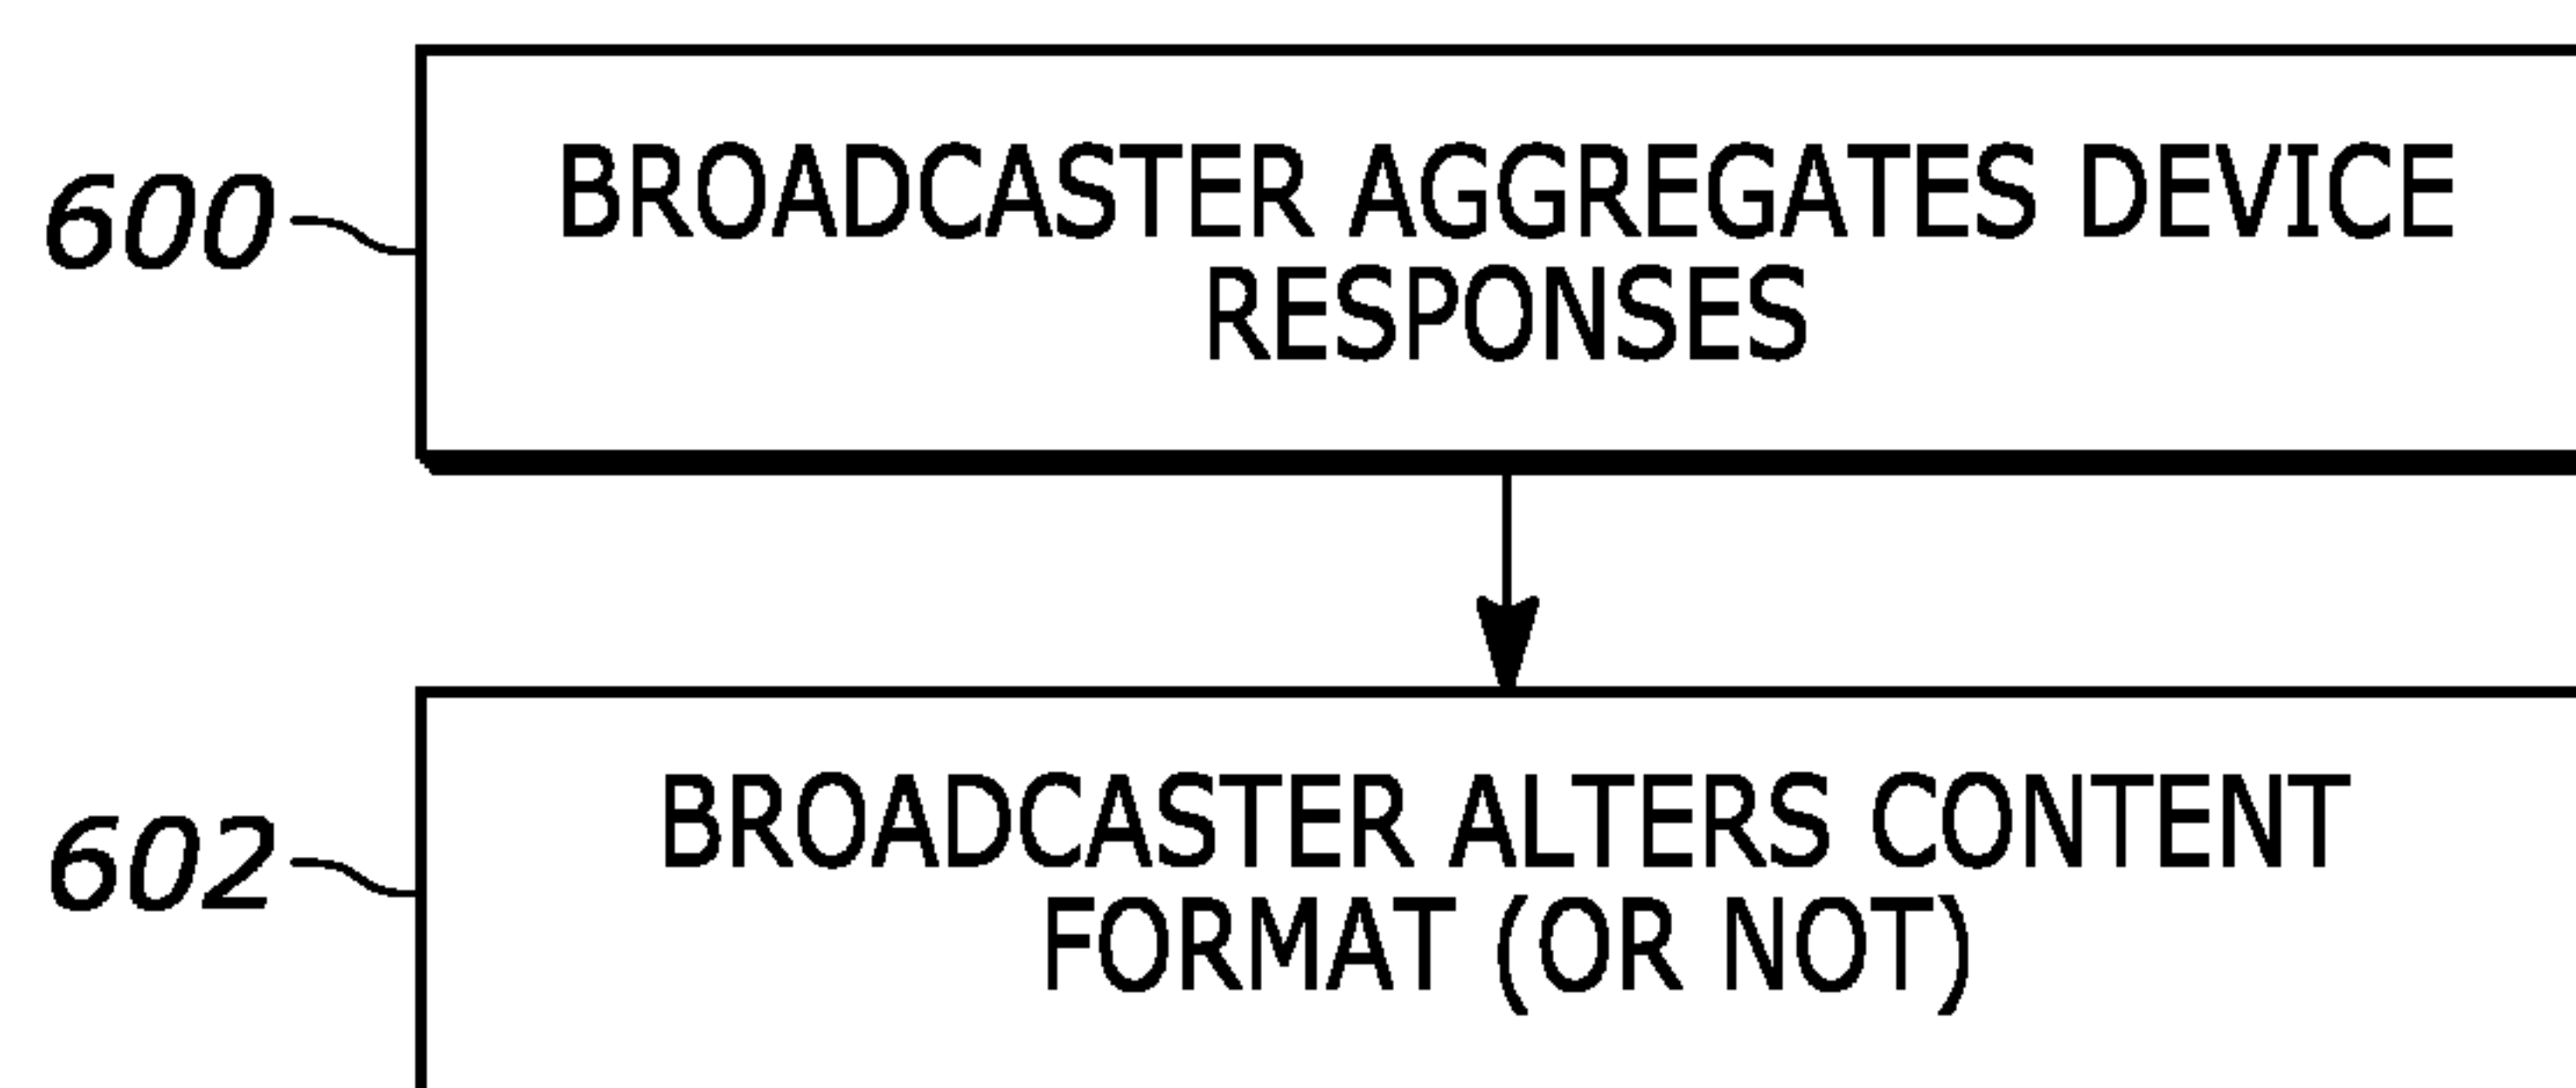 600
BROADCASTER AGGREGATES DEVICE
RESPONSES
602
BROADCASTER ALTERS CONTENT
FORMAT (OR NOT)